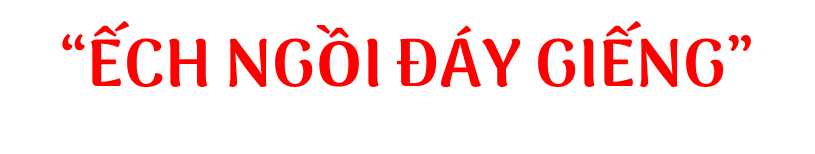 “ẾCH NGỒI ĐÁY GIẾNG”